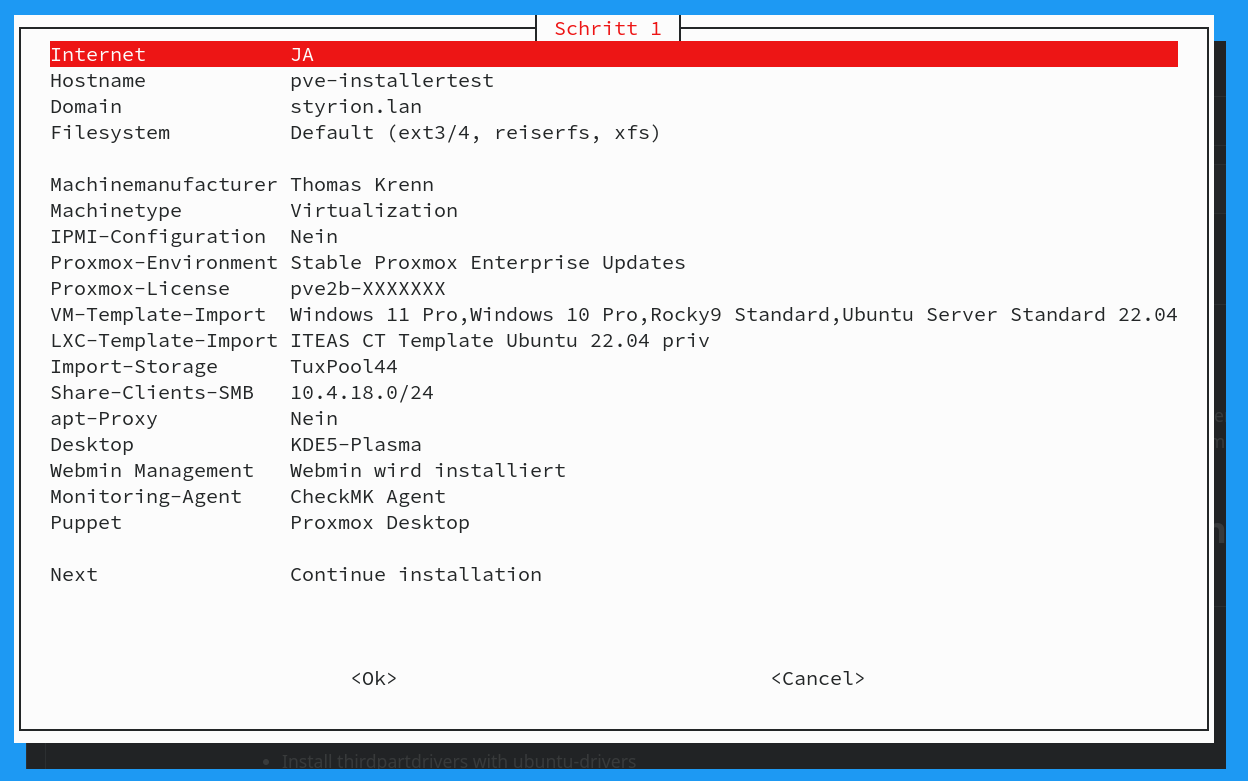 Schritt 1
Internet JA
Hostname pve-installertest
Domain styrion.lan
Filesystem Default (ext3/4, reiserfs, xfs)
Machinemanufacturer Thomas Krenn
Machinetype Virtualization
IPMI-Configuration Nein
Proxmox-Environment Stable Proxmox Enterprise Updates
Proxmox-License pve2b-XXXXXXX
VM-Template-Import Windows 11 Pro,Windows 10 Pro,Rocky9 Standard,Ubuntu Server Standard 22.04
LXC-Template-Import ITEAS CT Template Ubuntu 22.04 priv
Import-Storage TuxPool44
Share-Clients-SMB 10.4.18.0/24
apt-Proxy Nein
Desktop KDE5-Plasma
Webmin Management Webmin wird installiert
Monitoring-Agent CheckMK Agent
Puppet Proxmox Desktop
Next Continue installation
<Ok> <Cancel>
• Install thirdpartdrivers with ubuntu-drivers